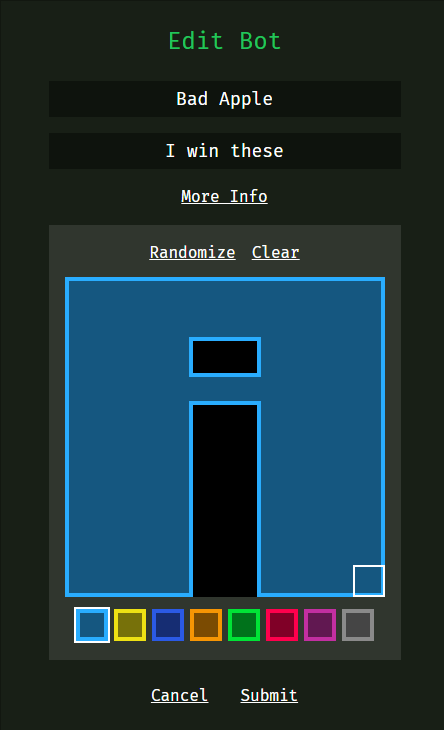 Edit Bot
Bad Apple
I win these
More Info
Randomize Clear
Cancel Submit